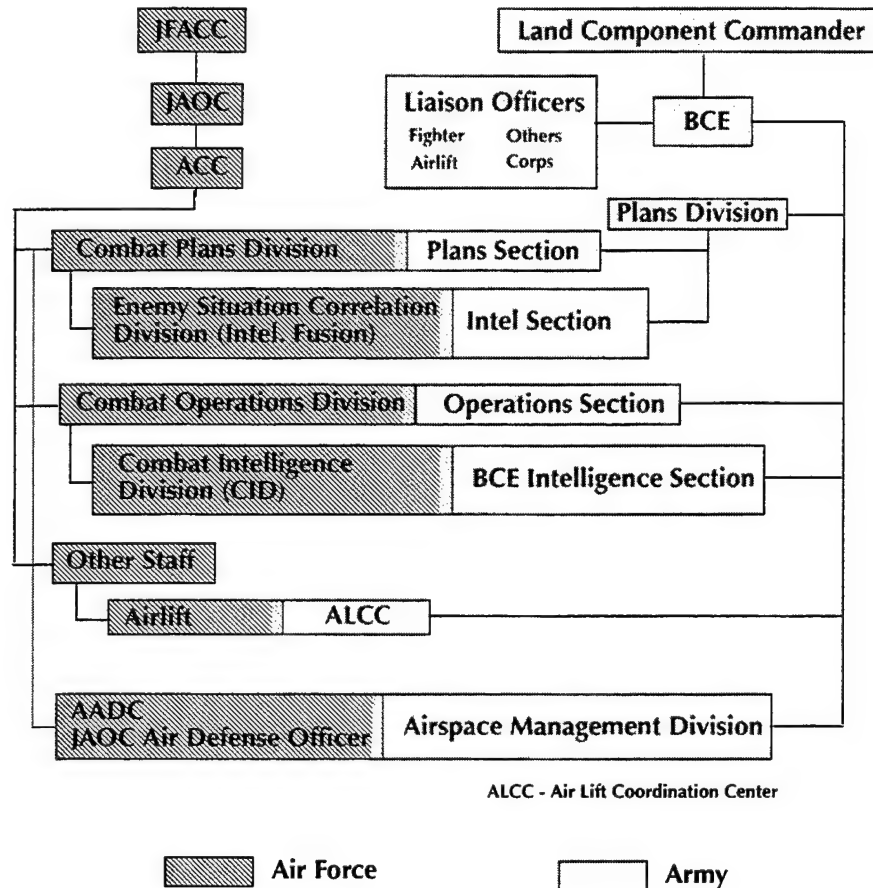 JFACC
Land Component Commander
JAOC
Liaison Officers
Fighter Others
Airlift Corps
BCE
ACC
Plans Division
Combat Plans Division
Plans Section
Enemy Situation Correlation
Division (Intel. Fusion)
Intel Section
Combat Operations Division
Operations Section
Combat Intelligence
Division (CID)
BCE Intelligence Section
Other Staff
Airlift
ALCC
AADC
JAOC Air Defense Officer
Airspace Management Division
ALCC - Air Lift Coordination Center
Air Force
Army